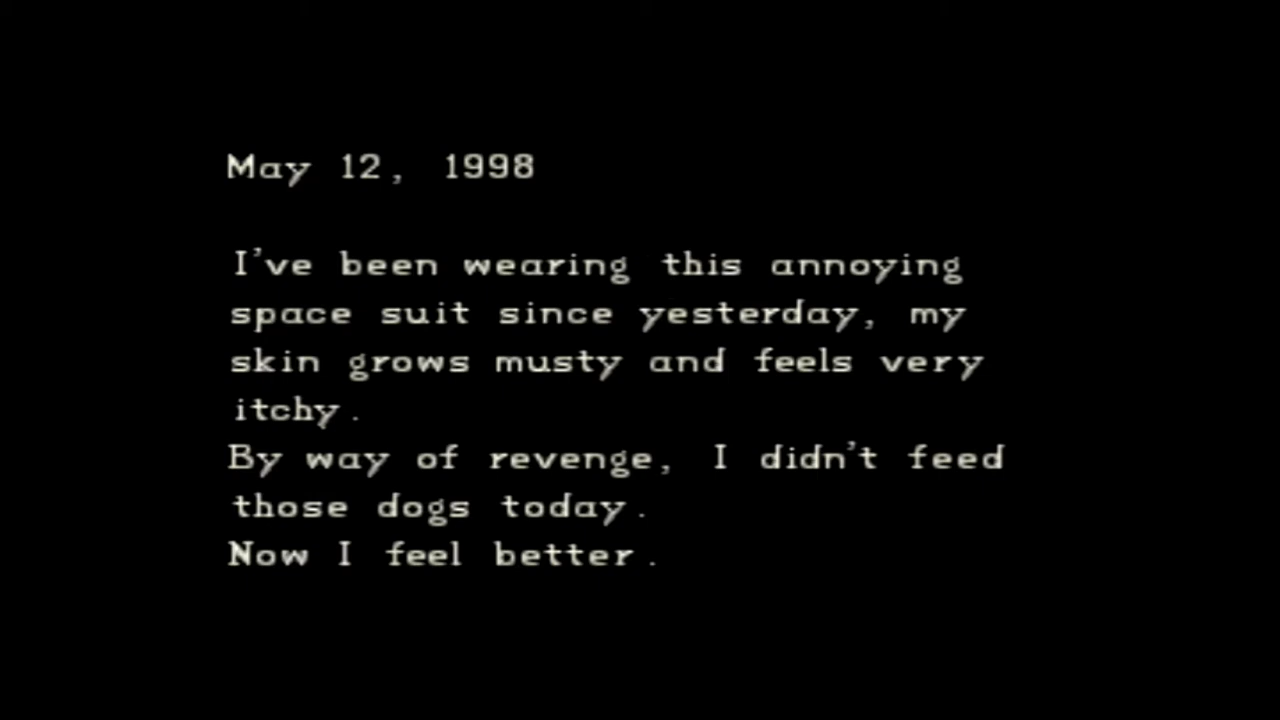 May 12, 1998
I've been wearing this annoying
space suit since yesterday, my
skin grows musty and feels very
itchy.
By way of revenge, I didn't feed
those dogs today.
Now I feel better.